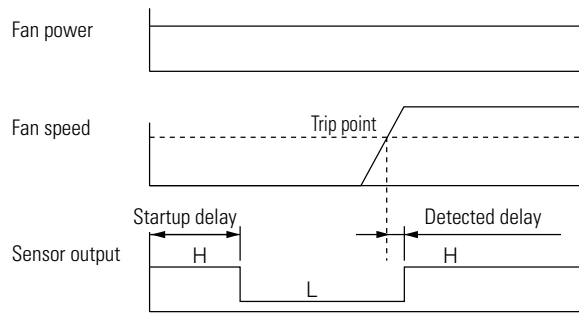 Fan power
Fan speed
Trip point
Startup delay
Detected delay
Sensor output
H
H
L